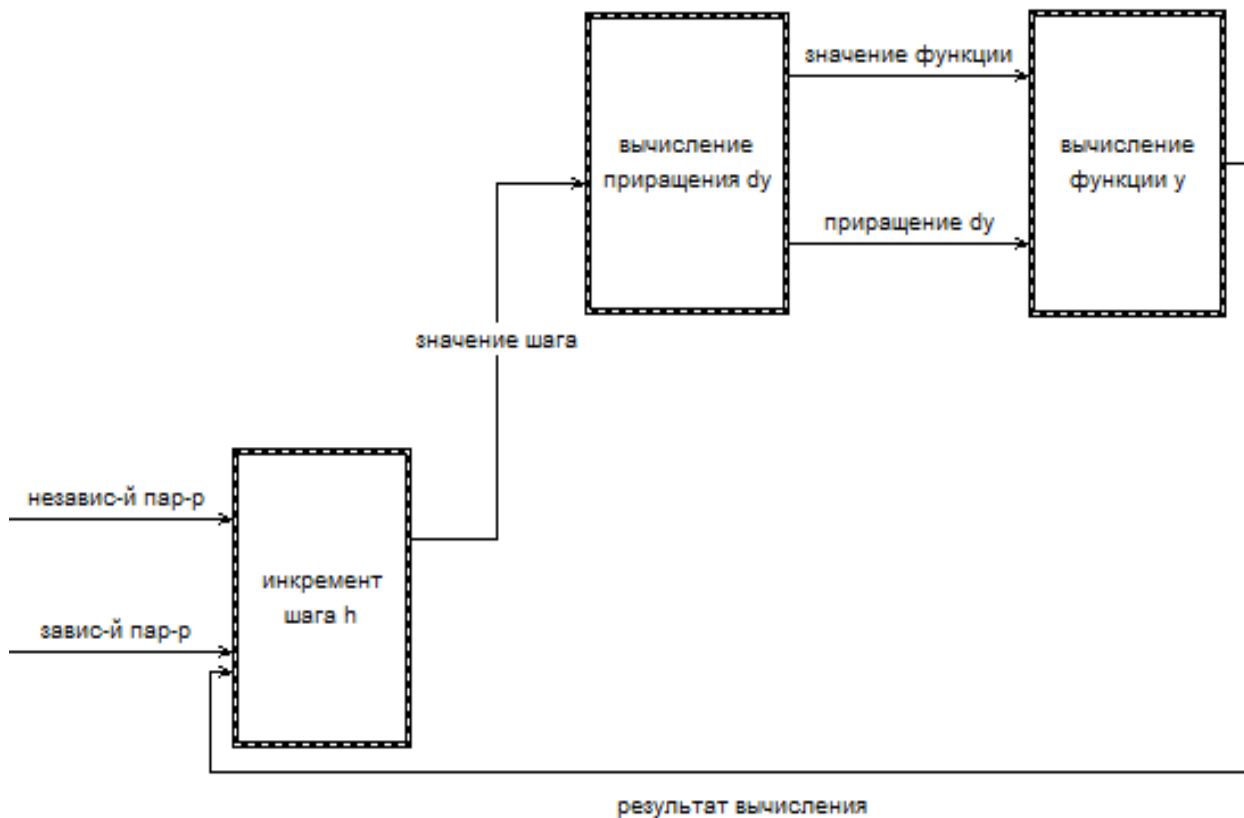 значение функции
вычисление
приращения dy
вычисление
функции y
приращение dy
значение шага
независ-й пар-р
инкремент
шага h
завис-й пар-р
результат вычисления